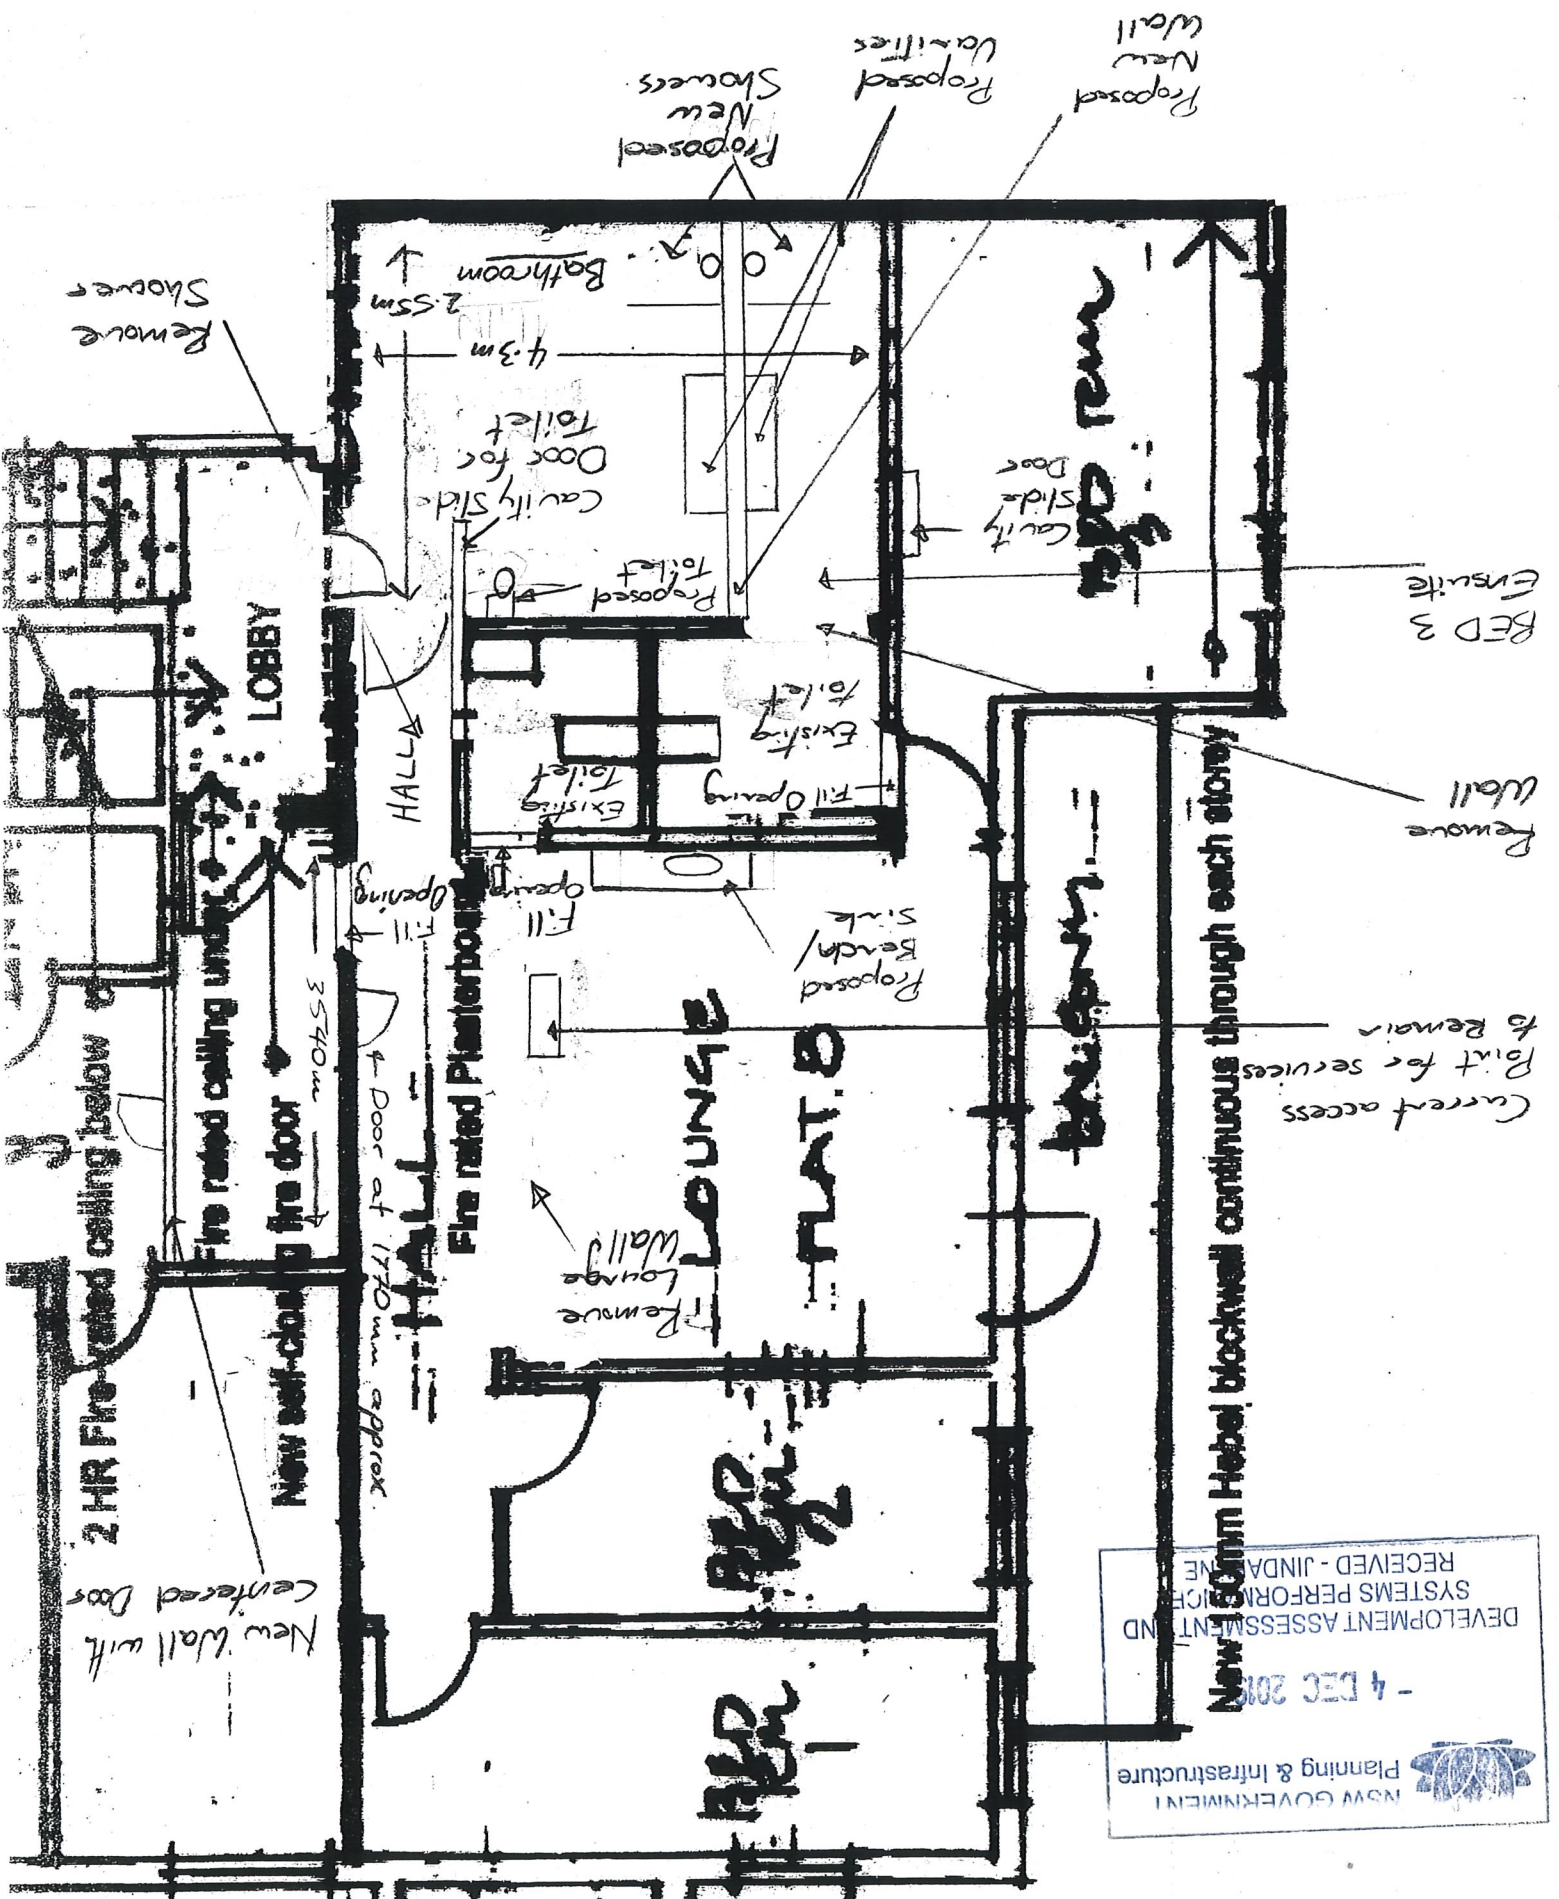 NSW GOVERNMENT
Planning & Infrastructure
- 4 DEC
DEVELOPMENT ASSESSMENT AND
SYSTEMS PERFORMANCE
RECEIVED - JINDABYNE
New Wall with
Centered Door
Remove
Lounge
Wall
Current access
Point for services
to Remain
Proposed
Bench/
Sink
Fill
Opening
Fill
Opening
Remove
Wall
Fill Opening
Existing
Toilet
Existing
Toilet
HALL
BED 3
Ensuite
Proposed
Toilet
Cavity
Slide
Door
Cavity Slide
Door for
Toilet
4.3m
2.55m
Bathroom
Remove
Shower
Proposed
New
Showers
Proposed
Vanities
Proposed
New
Wall
2 HR Fire rated ceiling below
Fire rated ceiling under
New self-closing fire door
3540mm
Door at 1770mm approx.
HALL
Fire rated Plasterboard
LOBBY
LOUNGE
FLAT. 8
BED
2
BED
BALCONY
New 150mm Hebel blockwall continuous through each storey